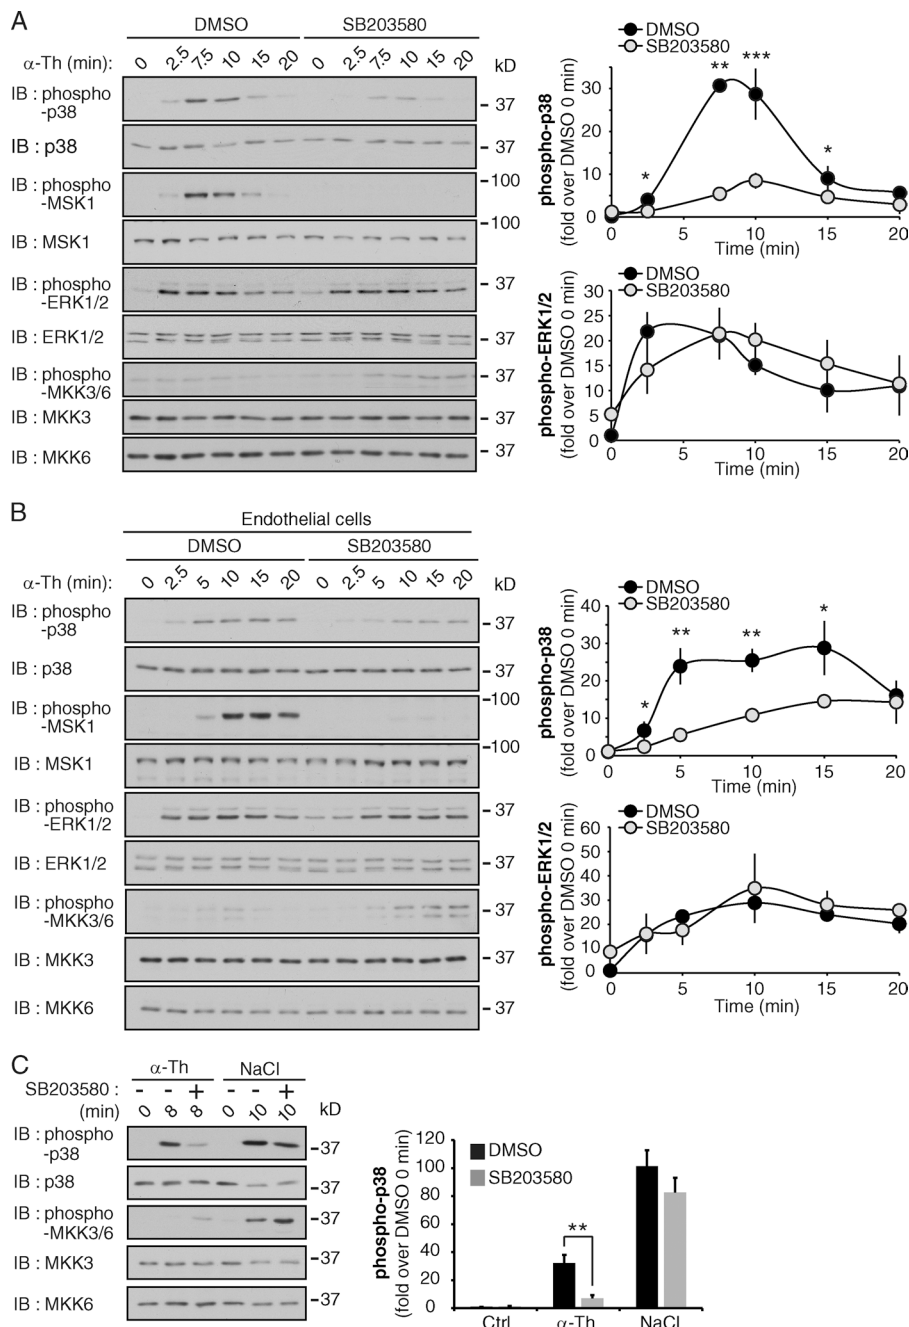 A
DMSO SB203580
α-Th (min): 0 2.5 7.5 10 15 20 0 2.5 7.5 10 15 20 kD
IB : phospho
-p38
37
IB : p38
37
IB : phospho
-MSK1
100
IB : MSK1
100
IB : phospho
-ERK1/2
37
IB : ERK1/2
37
IB : phospho
-MKK3/6
37
IB : MKK3
37
IB : MKK6
37
DMSO
SB203580
phospho-p38
(fold over DMSO 0 min)
40
30
20
10
0
* ** *** *
0 5 10 15 20
Time (min)
DMSO
SB203580
phospho-ERK1/2
(fold over DMSO 0 min)
30
25
20
15
10
5
0
0 5 10 15 20
Time (min)
B
Endothelial cells
DMSO SB203580
α-Th (min): 0 2.5 5 10 15 20 0 2.5 5 10 15 20 kD
IB : phospho
-p38
37
IB : p38
37
IB : phospho
-MSK1
100
IB : MSK1
100
IB : phospho
-ERK1/2
37
IB : ERK1/2
37
IB : phospho
-MKK3/6
37
IB : MKK3
37
IB : MKK6
37
DMSO
SB203580
phospho-p38
(fold over DMSO 0 min)
40
30
20
10
0
* ** ** *
0 5 10 15 20
Time (min)
DMSO
SB203580
phospho-ERK1/2
(fold over DMSO 0 min)
60
50
40
30
20
10
0
0 5 10 15 20
Time (min)
C
α-Th NaCl
SB203580 : - - + - - +
(min) 0 8 8 0 10 10 kD
IB : phospho
-p38
37
IB : p38
37
IB : phospho
-MKK3/6
37
IB : MKK3
37
IB : MKK6
37
DMSO
SB203580
phospho-p38
(fold over DMSO 0 min)
120
100
80
60
40
20
0
**
Ctrl α-Th NaCl